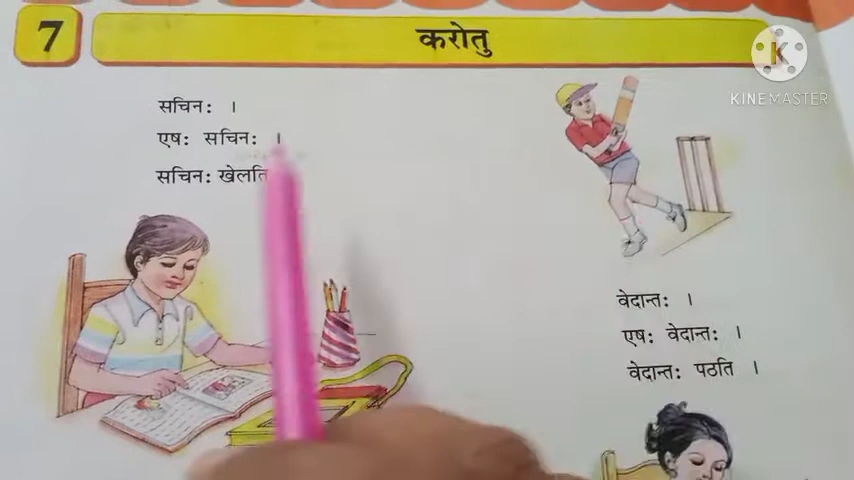 7
करोतु
सचिन: ।
एष: सचिन: ।
सचिन: खेलति
वेदान्त: ।
एष: वेदान्त: ।
वेदान्त: पठति ।
K
KINEMASTER